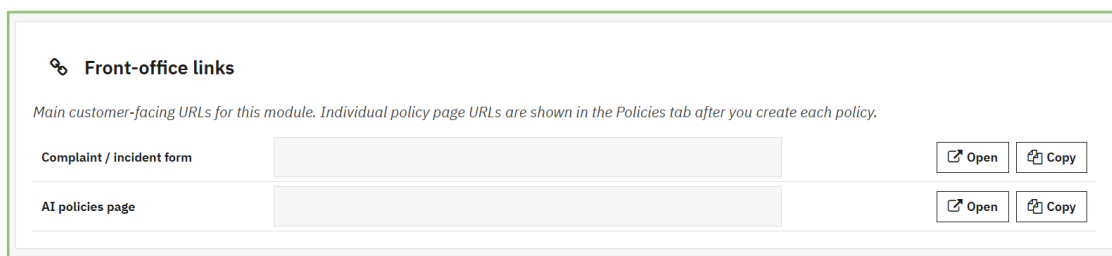 Front-office links
Main customer-facing URLs for this module. Individual policy page URLs are shown in the Policies tab after you create each policy.
Complaint / incident form
Open
Copy
AI policies page
Open
Copy